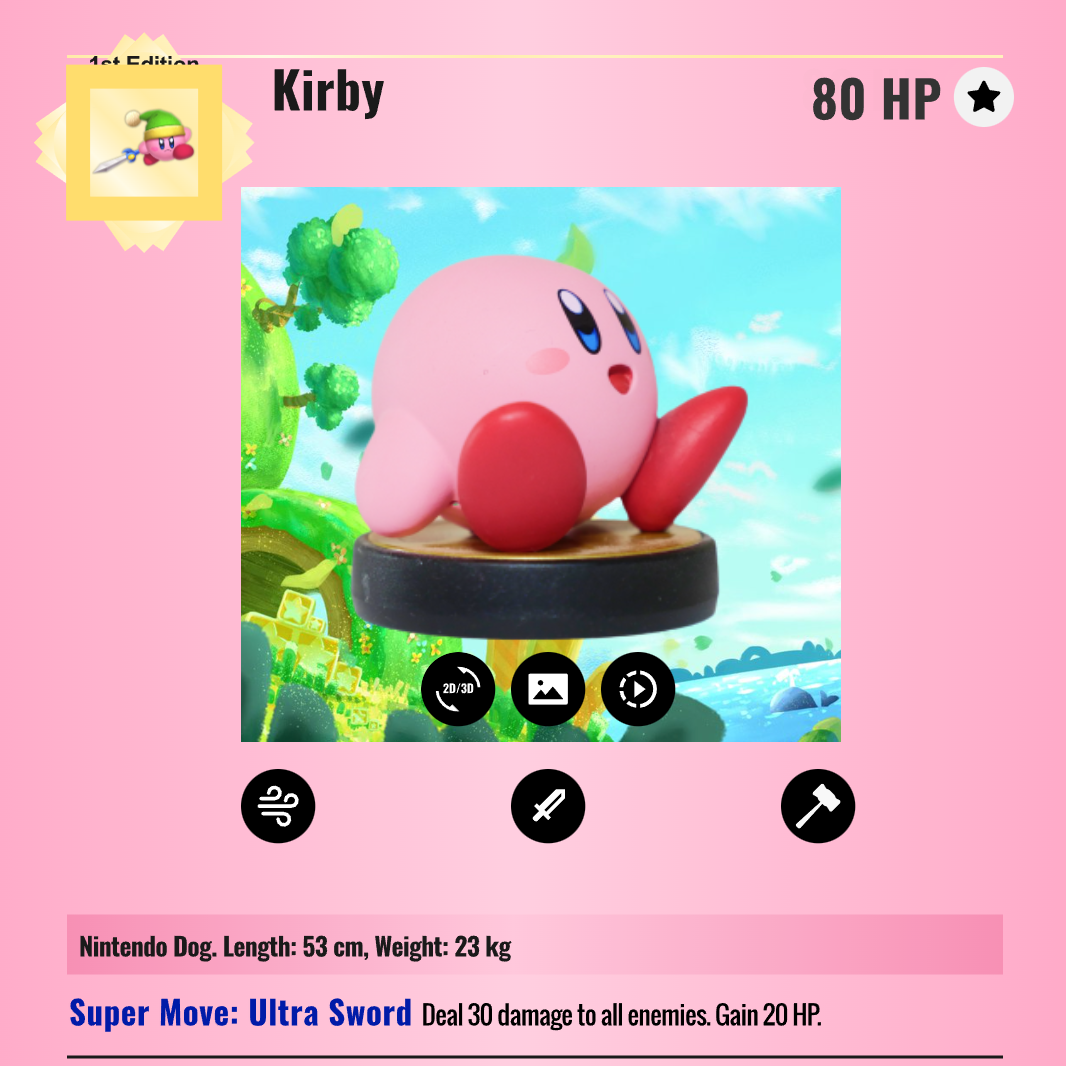 1st Edition
Kirby
80 HP
2D/3D
Nintendo Dog. Length: 53 cm, Weight: 23 kg
Super Move: Ultra Sword Deal 30 damage to all enemies. Gain 20 HP.